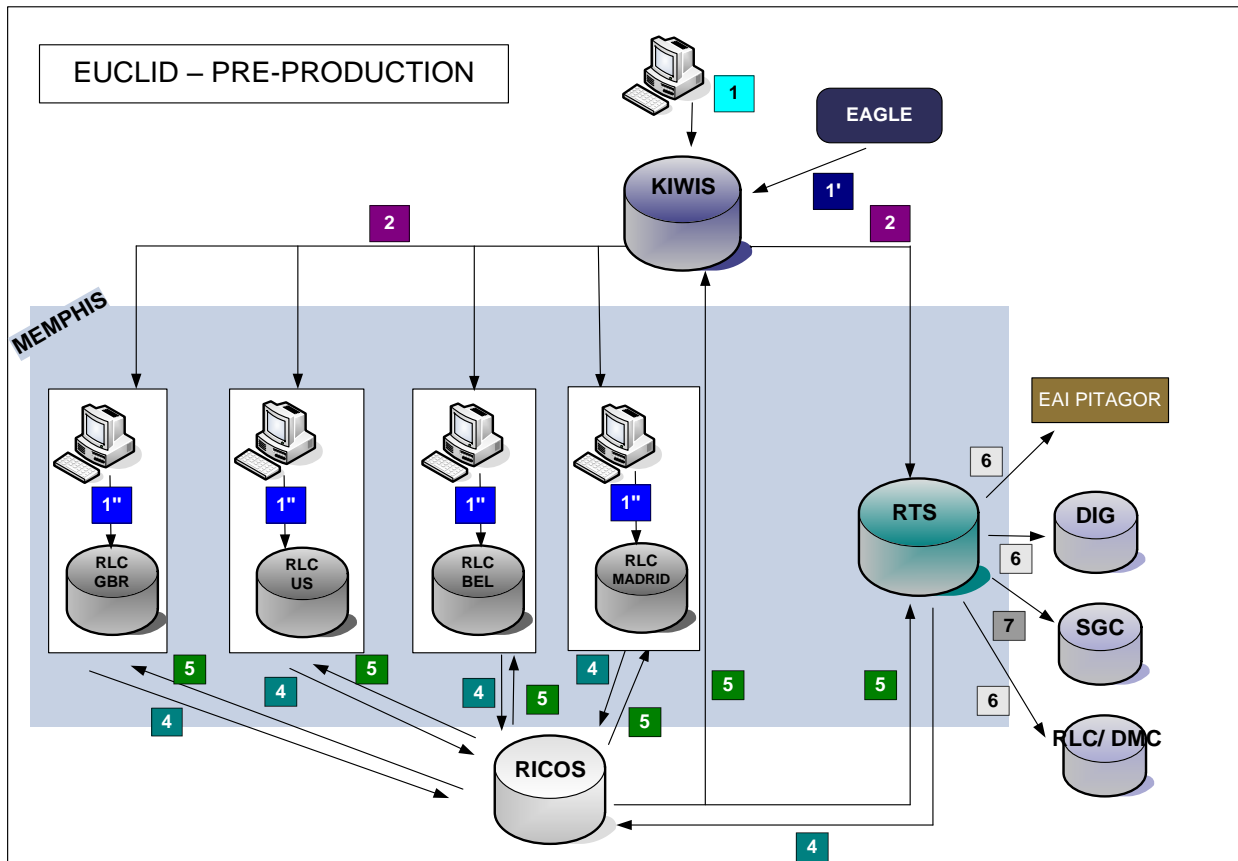 EUCLID – PRE-PRODUCTION
1
EAGLE
KIWIS
1'
2
2
MEMPHIS
EAI PITAGOR
6
1"
1"
1"
1"
RTS
DIG
6
RLC
GBR
RLC
US
RLC
BEL
RLC
MADRID
7
SGC
5
4
5
4
4
5
4
5
5
5
6
RLC/ DMC
RICOS
4